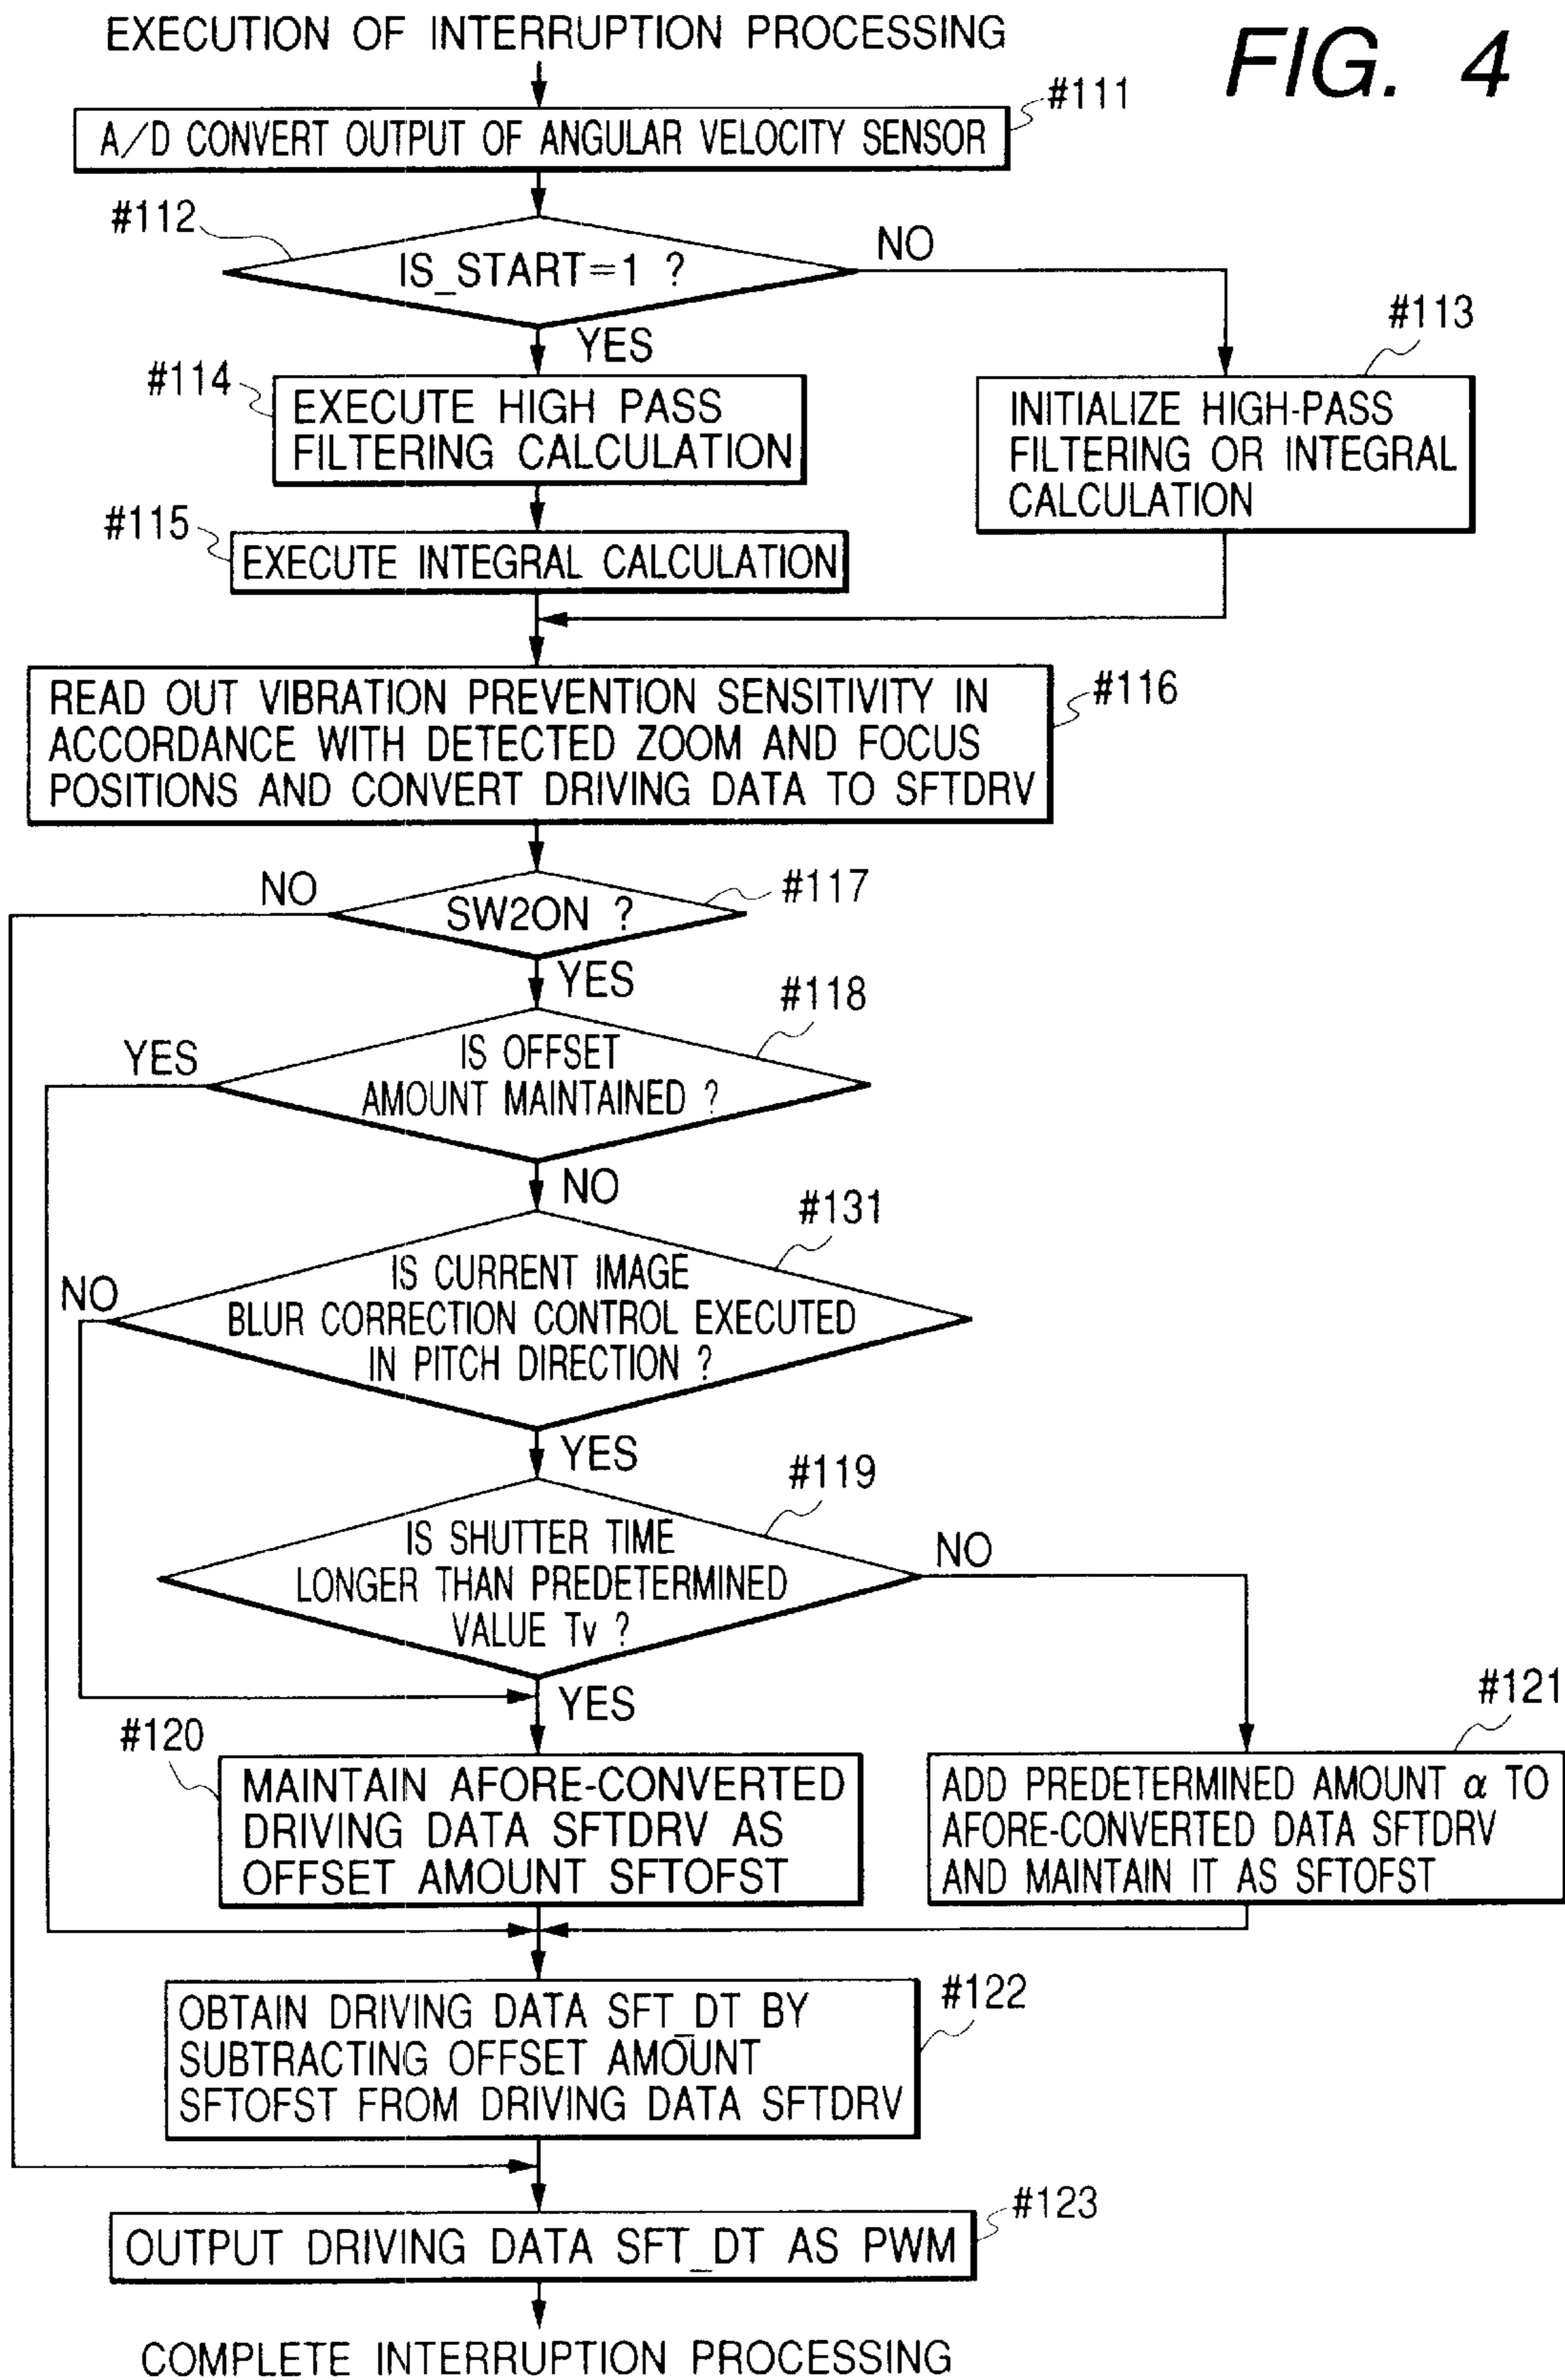 EXECUTION OF INTERRUPTION PROCESSING
FIG. 4
#111
A/D CONVERT OUTPUT OF ANGULAR VELOCITY SENSOR
#112
IS_START=1 ?
NO
YES
#113
#114
EXECUTE HIGH PASS
FILTERING CALCULATION
INITIALIZE HIGH-PASS
FILTERING OR INTEGRAL
CALCULATION
#115
EXECUTE INTEGRAL CALCULATION
#116
READ OUT VIBRATION PREVENTION SENSITIVITY IN
ACCORDANCE WITH DETECTED ZOOM AND FOCUS
POSITIONS AND CONVERT DRIVING DATA TO SFTDRV
NO
#117
SW2ON ?
YES
#118
YES
IS OFFSET
AMOUNT MAINTAINED ?
NO
#131
NO
IS CURRENT IMAGE
BLUR CORRECTION CONTROL EXECUTED
IN PITCH DIRECTION ?
YES
#119
IS SHUTTER TIME
LONGER THAN PREDETERMINED
VALUE Tv ?
NO
YES
#120
#121
MAINTAIN AFORE-CONVERTED
DRIVING DATA SFTDRV AS
OFFSET AMOUNT SFTOFST
ADD PREDETERMINED AMOUNT α TO
AFORE-CONVERTED DATA SFTDRV
AND MAINTAIN IT AS SFTOFST
#122
OBTAIN DRIVING DATA SFT_DT BY
SUBTRACTING OFFSET AMOUNT
SFTOFST FROM DRIVING DATA SFTDRV
#123
OUTPUT DRIVING DATA SFT_DT AS PWM
COMPLETE INTERRUPTION PROCESSING